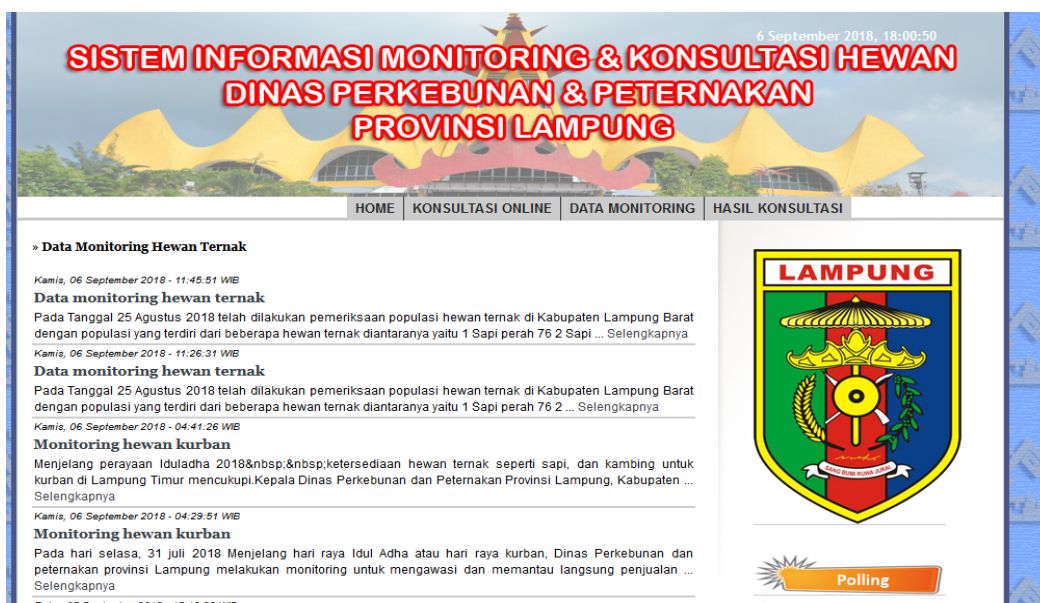 6 September 2018, 18:00:50
SISTEM INFORMASI MONITORING & KONSULTASI HEWAN
DINAS PERKEBUNAN & PETERNAKAN
PROVINSI LAMPUNG
HOME KONSULTASI ONLINE DATA MONITORING HASIL KONSULTASI
» Data Monitoring Hewan Ternak
Kamis, 06 September 2018 - 11:45:51 WIB
Data monitoring hewan ternak
Pada Tanggal 25 Agustus 2018 telah dilakukan pemeriksaan populasi hewan ternak di Kabupaten Lampung Barat
dengan populasi yang terdiri dari beberapa hewan ternak diantaranya yaitu 1 Sapi perah 76 2 Sapi ... Selengkapnya
Kamis, 06 September 2018 - 11:26:31 WIB
Data monitoring hewan ternak
Pada Tanggal 25 Agustus 2018 telah dilakukan pemeriksaan populasi hewan ternak di Kabupaten Lampung Barat
dengan populasi yang terdiri dari beberapa hewan ternak diantaranya yaitu 1 Sapi perah 76 2 ... Selengkapnya
Kamis, 06 September 2018 - 04:41:26 WIB
Monitoring hewan kurban
Menjelang perayaan Iduladha 2018&nbsp;&nbsp;ketersediaan hewan ternak seperti sapi, dan kambing untuk
kurban di Lampung Timur mencukupi.Kepala Dinas Perkebunan dan Peternakan Provinsi Lampung, Kabupaten ...
Selengkapnya
Kamis, 06 September 2018 - 04:29:51 WIB
Monitoring hewan kurban
Pada hari selasa, 31 juli 2018 Menjelang hari raya Idul Adha atau hari raya kurban, Dinas Perkebunan dan
peternakan provinsi Lampung melakukan monitoring untuk mengawasi dan memantau langsung penjualan ...
Selengkapnya
LAMPUNG
SANG BUMI RUWA JURAI
Polling